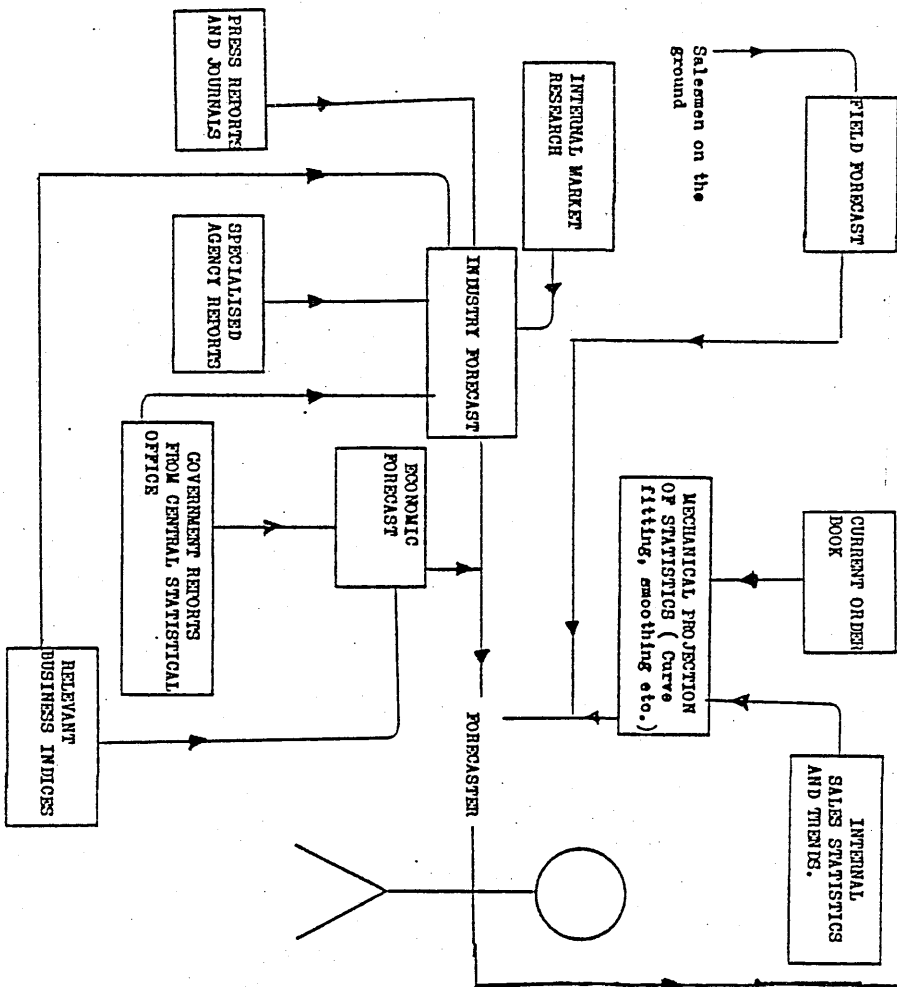 FIELD FORECAST
CURRENT ORDER
BOOK
INTERNAL
SALES STATISTICS
AND TRENDS.
Salesmen on the
ground
MECHANICAL PROJECTION
OF STATISTICS ( Curve
fitting, smoothing etc.)
INTERNAL MARKET
RESEARCH
INDUSTRY FORECAST
FORECASTER
ECONOMIC
FORECAST
PRESS REPORTS
AND JOURNALS
SPECIALISED
AGENCY REPORTS
GOVERNMENT REPORTS
FROM CENTRAL STATISTICAL
OFFICE
RELEVANT
BUSINESS INDICES